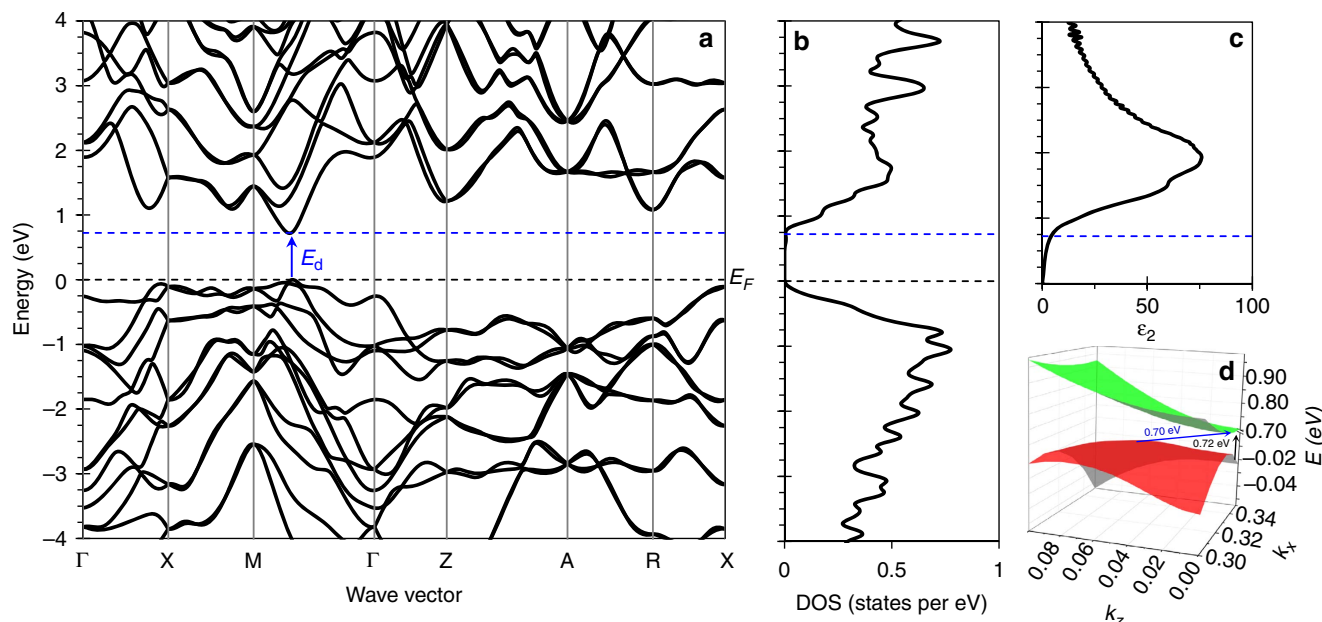 a
4
3
2
1
0
−1
−2
−3
−4
Energy (eV)
E_d
E_F
Γ X M Γ Z A R X
Wave vector
b
0 0.5 1
DOS (states per eV)
c
0 50 100
ε₂
d
0.90
0.80
0.70
−0.02
−0.04
E (eV)
0.70 eV
0.72 eV
0.34
0.32
0.30
k_x
0.08 0.06 0.04 0.02 0.00
k_z